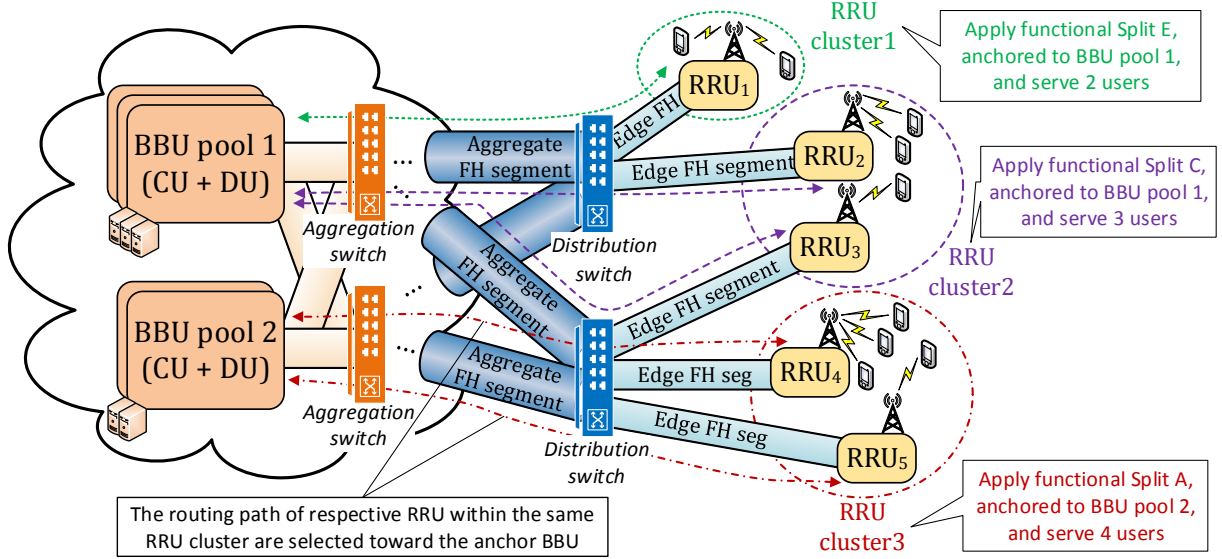 RRU
cluster1
Apply functional Split E,
anchored to BBU pool 1,
and serve 2 users
RRU1
Edge FH
BBU pool 1
(CU + DU)
...
...
Aggregate
FH segment
Edge FH segment
RRU2
Apply functional Split C,
anchored to BBU pool 1,
and serve 3 users
Aggregation
switch
Distribution
switch
RRU3
RRU
cluster2
Aggregate
FH segment
Edge FH segment
BBU pool 2
(CU + DU)
...
...
Aggregate
FH segment
Edge FH seg
RRU4
Aggregation
switch
Edge FH seg
Distribution
switch
RRU5
RRU
cluster3
Apply functional Split A,
anchored to BBU pool 2,
and serve 4 users
The routing path of respective RRU within the same
RRU cluster are selected toward the anchor BBU